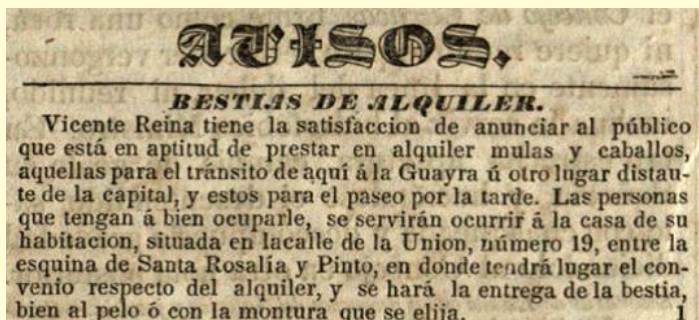 AVISOS.
BESTIAS DE ALQUILER.
Vicente Reina tiene la satisfaccion de anunciar al público
que está en aptitud de prestar en alquiler mulas y caballos,
aquellas para el tránsito de aquí á la Guayra ú otro lugar distau-
te de la capital, y estos para el paseo por la tarde. Las personas
que tengan á bien ocuparle, se servirán ocurrir á la casa de su
habitacion, situada en lacalle de la Union, número 19, entre la
esquina de Santa Rosalía y Pinto, en donde tendrá lugar el con-
venio respecto del alquiler, y se hará la entrega de la bestia,
bien al pelo ó con la montura que se elija. 1